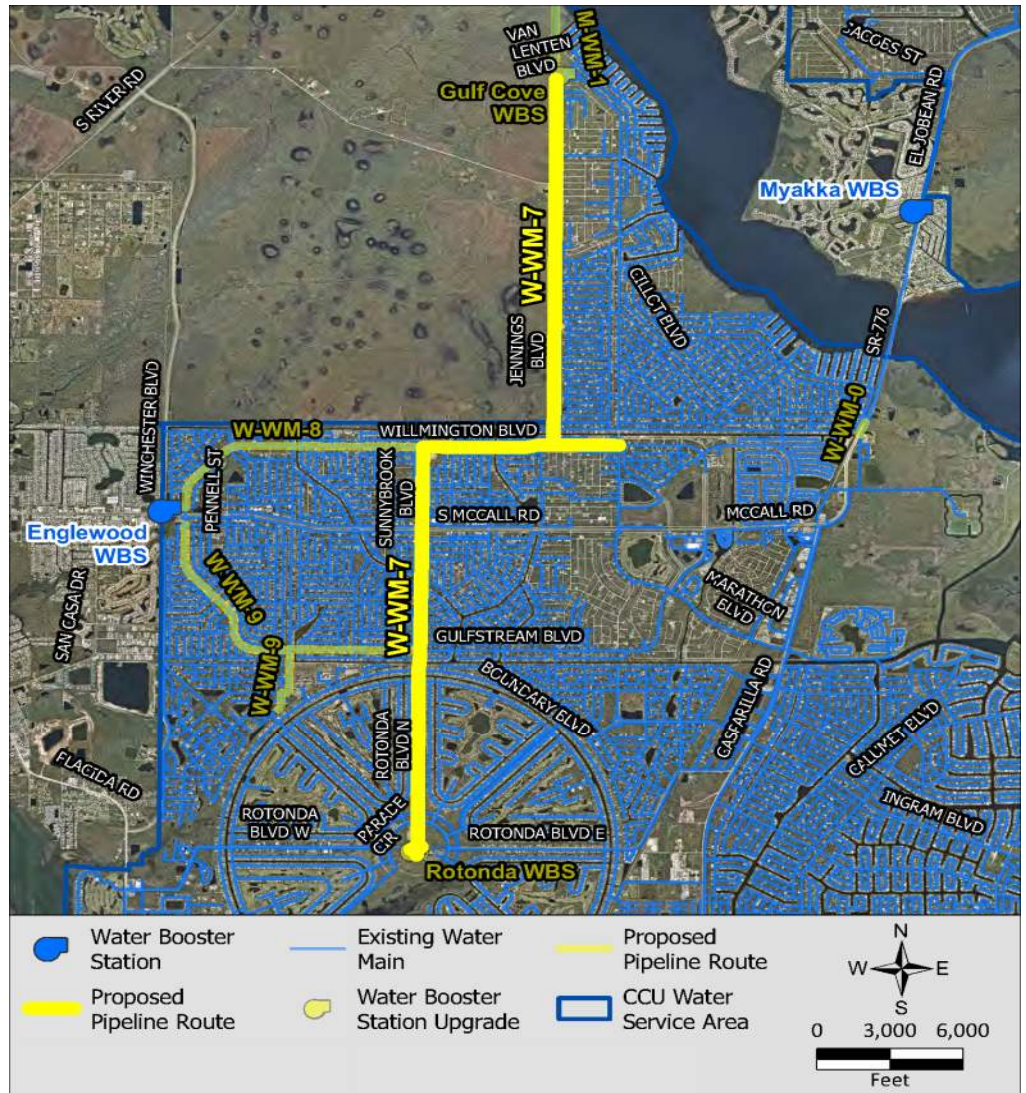 VAN
LENTEN
BLVD
M-WM-1
JACOBS ST
S RIVER RD
Gulf Cove
WBS
EL JOBEAN RD
Myakka WBS
W-WM-7
CILLCT BLVD
JENNINGS
BLVD
SR-776
WINCHESTER BLVD
W-WM-8
WILLMINGTON BLVD
W-WM-0
PENNELL ST
SUNNYBROOK
BLVD
S MCCALL RD
MCCALL RD
Englewood
WBS
SAN CASA DR
W-WM-9
W-WM-7
MARATHON
BLVD
GULFSTREAM BLVD
W-WM-9
BOUNDARY BLVD
GASPARILLA RD
ROTONDA
BLVD N
CALUMET BLVD
PLACIDA RD
ROTONDA
BLVD W
PARADE
CIR
ROTONDA BLVD E
INGRAM BLVD
Rotonda WBS
Water Booster
Station
Existing Water
Main
Proposed
Pipeline Route
Proposed
Pipeline Route
Water Booster
Station Upgrade
CCU Water
Service Area
N
W E
S
0 3,000 6,000
Feet